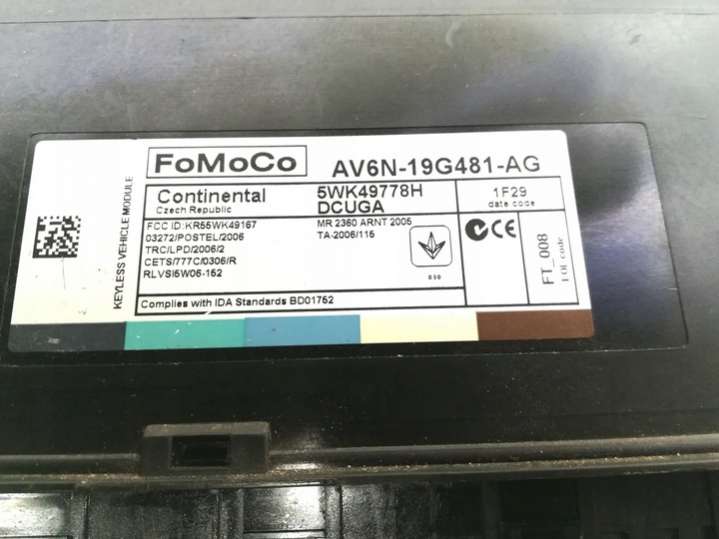 FoMoCo
AV6N-19G481-AG
KEYLESS VEHICLE MODULE
Continental
Czech Republic
5WK49778H
DCUGA
1F29
date code
FCC ID:KR55WK49167
03272/POSTEL/2006
TRC/LPD/2006/2
CETS/777C/0306/R
RLVSI5W06-152
MR 2360 ARNT 2005
TA-2006/115
CE
FT_008
Complies with IDA Standards BD01752